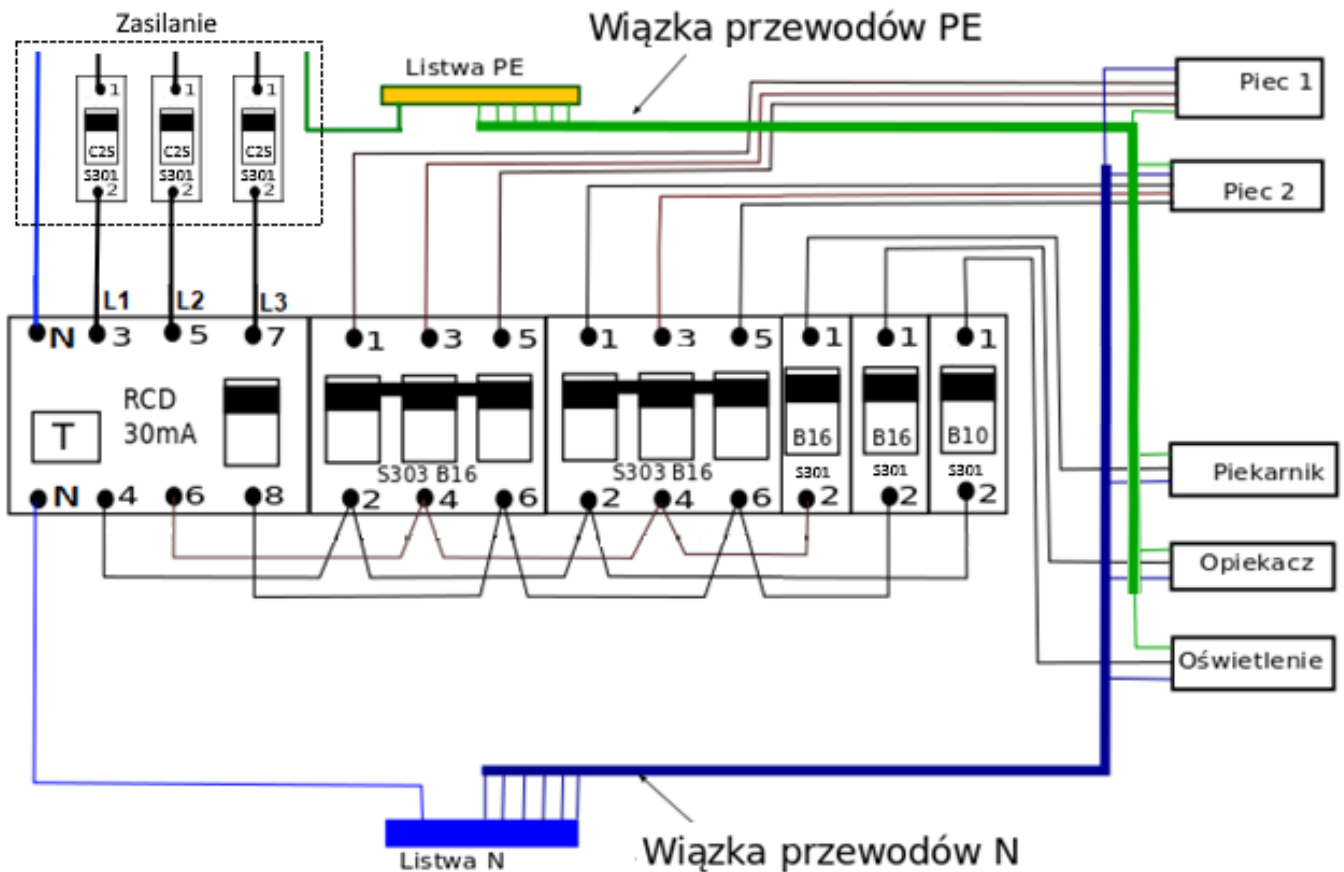 Zasilanie
Wiązka przewodów PE
Listwa PE
Piec 1
1 1 1
C25 C25 C25
S301 S301 S301
2 2 2
Piec 2
L1 L2 L3
N 3 5 7 1 3 5 1 3 5 1 1 1
RCD
30mA
T
B16 B16 B10
S303 B16 S303 B16 S301 S301 S301
Piekarnik
N 4 6 8 2 4 6 2 4 6 2 2 2
Opiekacz
Oświetlenie
Listwa N
Wiązka przewodów N